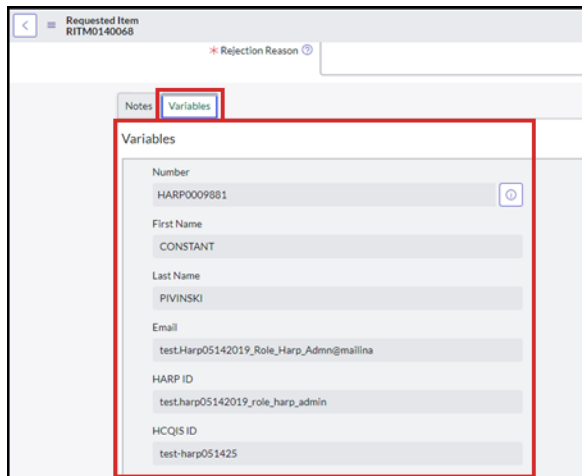 Requested Item
RITM0140068
* Rejection Reason
Notes
Variables
Variables
Number
HARP0009881
First Name
CONSTANT
Last Name
PIVINSKI
Email
test.Harp05142019_Role_Harp_Admn@mailina
HARP ID
test.harp05142019_role_harp_admin
HCQIS ID
test-harp051425